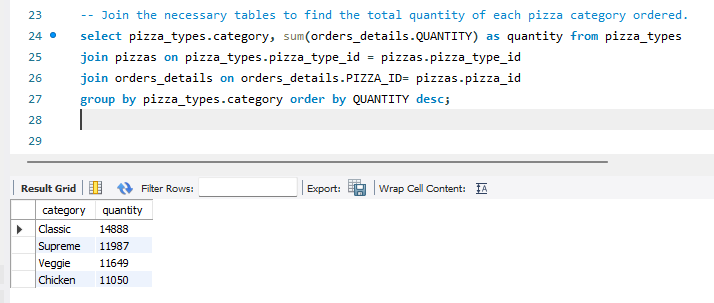 23 -- Join the necessary tables to find the total quantity of each pizza category ordered.
24 select pizza_types.category, sum(orders_details.QUANTITY) as quantity from pizza_types
25 join pizzas on pizza_types.pizza_type_id = pizzas.pizza_type_id
26 join orders_details on orders_details.PIZZA_ID= pizzas.pizza_id
27 group by pizza_types.category order by QUANTITY desc;
28
29
Result Grid Filter Rows: Export: Wrap Cell Content: IA
category quantity
Classic 14888
Supreme 11987
Veggie 11649
Chicken 11050